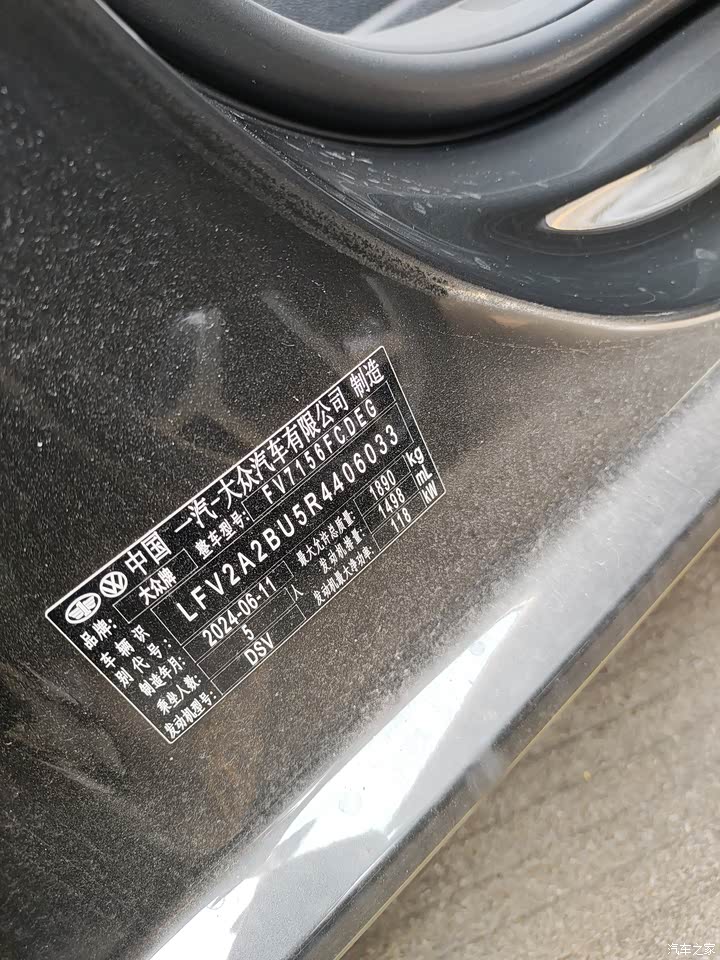 中国 一汽-大众汽车有限公司 制造
品牌: 大众牌 整车型号: FV7156FCDEG
车辆识别代号: LFV2A2BU5R4406033
制造年月: 2024-06-11 最大允许总质量: 1890 kg
乘坐人数: 5 人 发动机排量: 1498 mL
发动机型号: DSV 发动机最大净功率: 118 kW
汽车之家